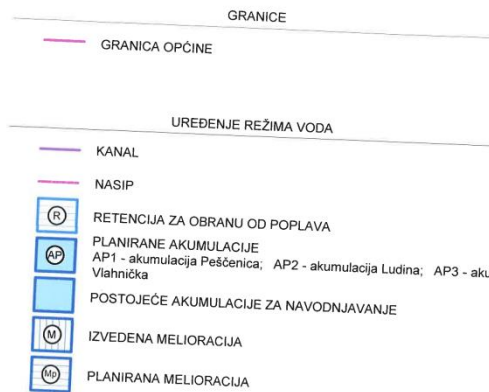 GRANICE
GRANICA OPĆINE
UREĐENJE REŽIMA VODA
KANAL
NASIP
R RETENCIJA ZA OBRANU OD POPLAVA
AP PLANIRANE AKUMULACIJE
AP1 - akumulacija Peščenica; AP2 - akumulacija Ludina; AP3 - aku
Vlahnička
POSTOJEĆE AKUMULACIJE ZA NAVODNJAVANJE
M IZVEDENA MELIORACIJA
Mp PLANIRANA MELIORACIJA